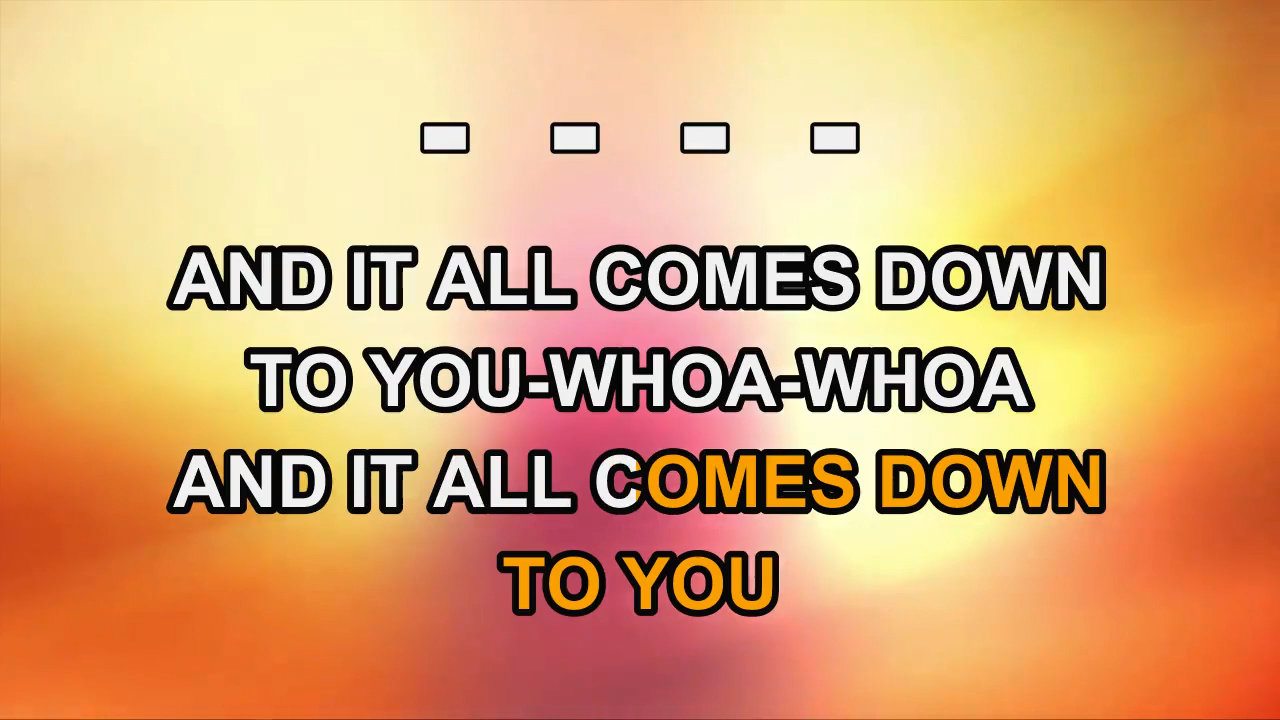 - - - -
AND IT ALL COMES DOWN
TO YOU-WHOA-WHOA
AND IT ALL COMES DOWN
TO YOU